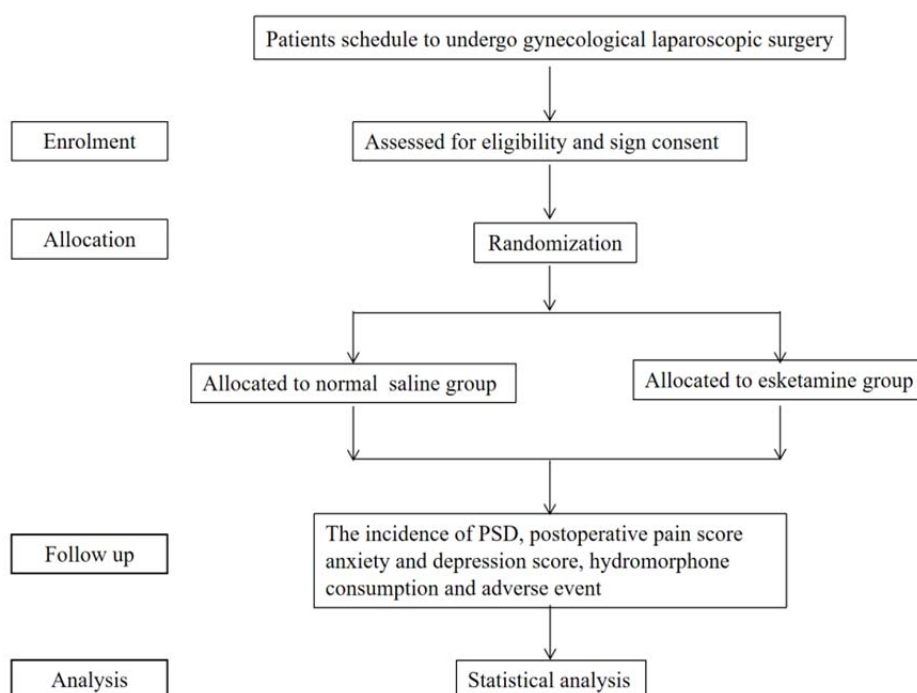 Patients schedule to undergo gynecological laparoscopic surgery
Enrolment
Assessed for eligibility and sign consent
Allocation
Randomization
Allocated to normal saline group
Allocated to esketamine group
Follow up
The incidence of PSD, postoperative pain score
anxiety and depression score, hydromorphone
consumption and adverse event
Analysis
Statistical analysis